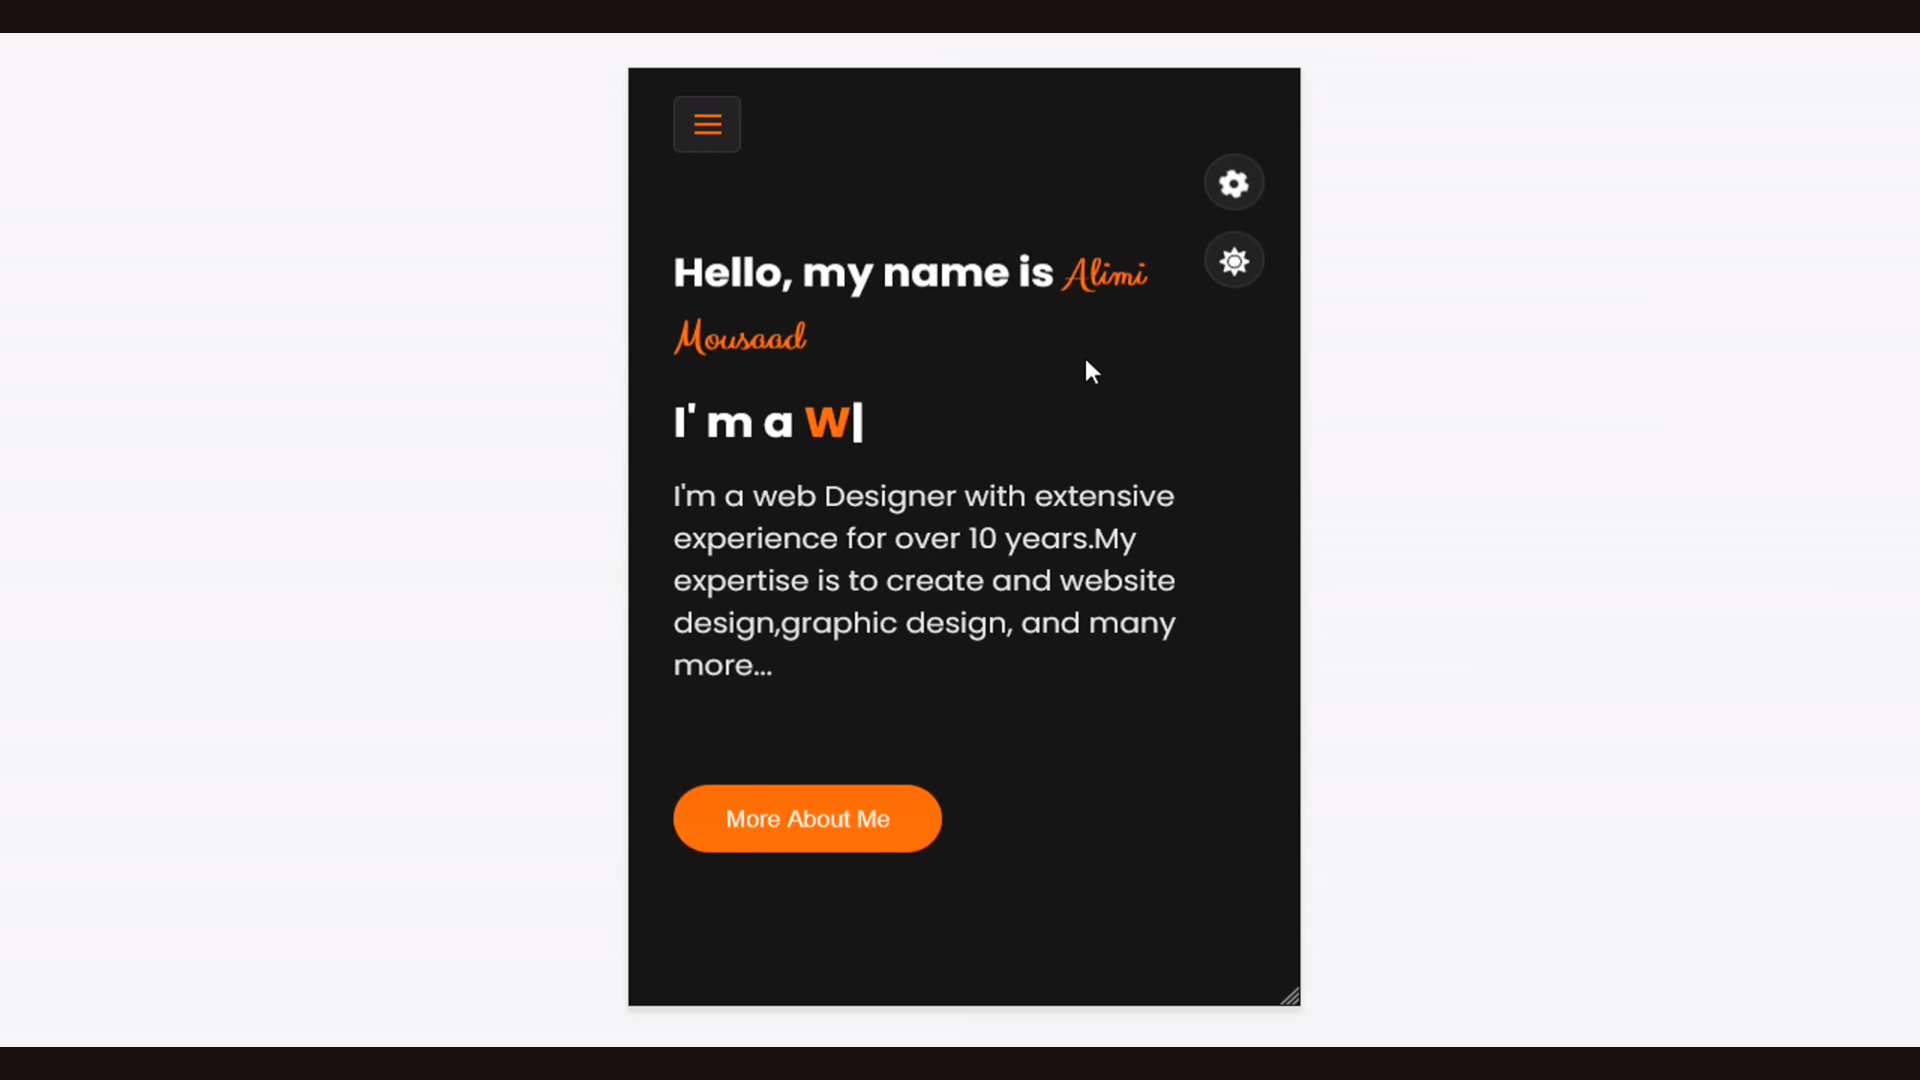 Hello, my name is Alimi
Mousaad
I' m a W|
I'm a web Designer with extensive
experience for over 10 years.My
expertise is to create and website
design,graphic design, and many
more...
More About Me